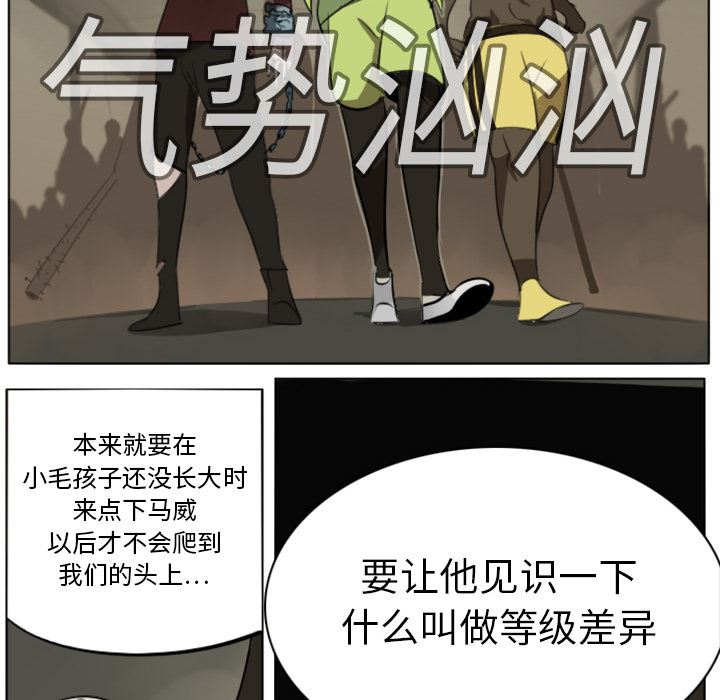 气势汹汹
本来就要在
小毛孩子还没长大时
来点下马威
以后才不会爬到
我们的头上...
要让他见识一下
什么叫做等级差异